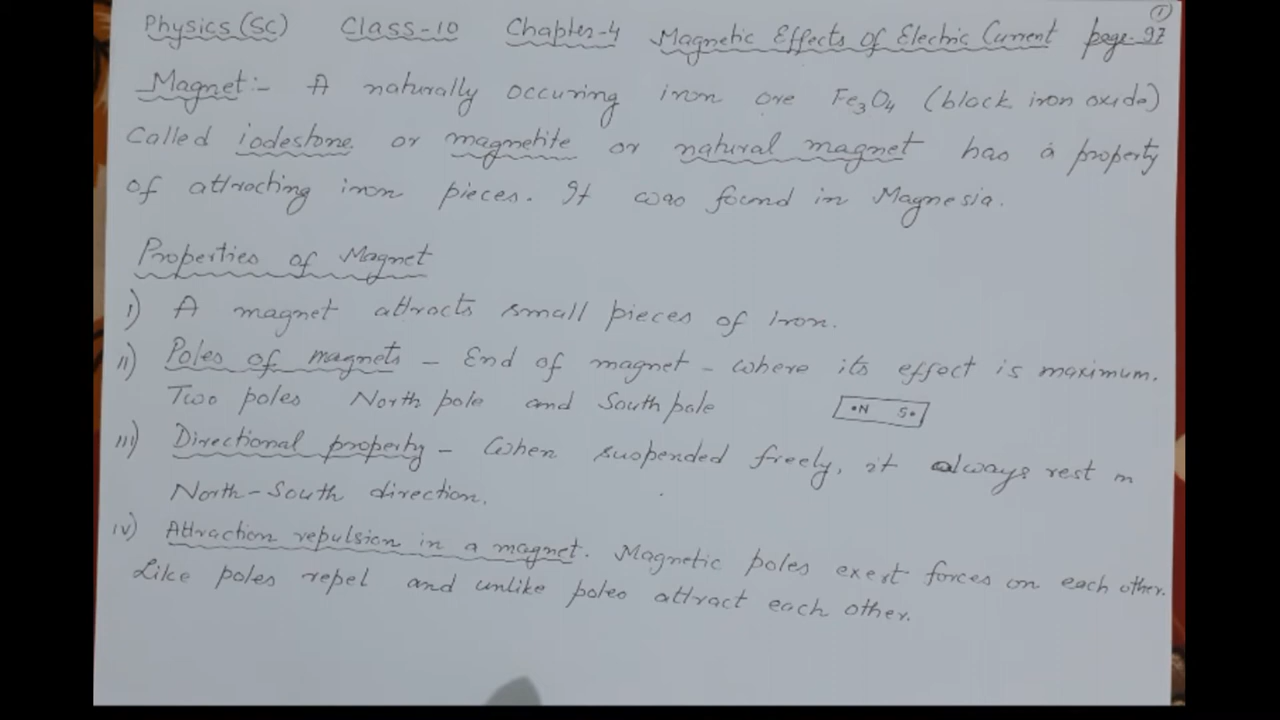 ①
Physics (Sc) Class-10 Chapter-4 Magnetic Effects Of Electric Current page-97
Magnet:- A naturally occuring iron ore Fe3O4 (black iron oxide)
Called iodestone or magnetite or natural magnet has a property
of attracting iron pieces. It was found in Magnesia.
Properties of Magnet
i) A magnet attracts small pieces of iron.
ii) Poles of magnets - End of magnet - where its effect is maximum.
Two poles North pole and South pole •N S•
iii) Directional property - When suspended freely, it always rest in
North-South direction.
iv) Attraction repulsion in a magnet. Magnetic poles exert forces on each other.
Like poles repel and unlike poles attract each other.